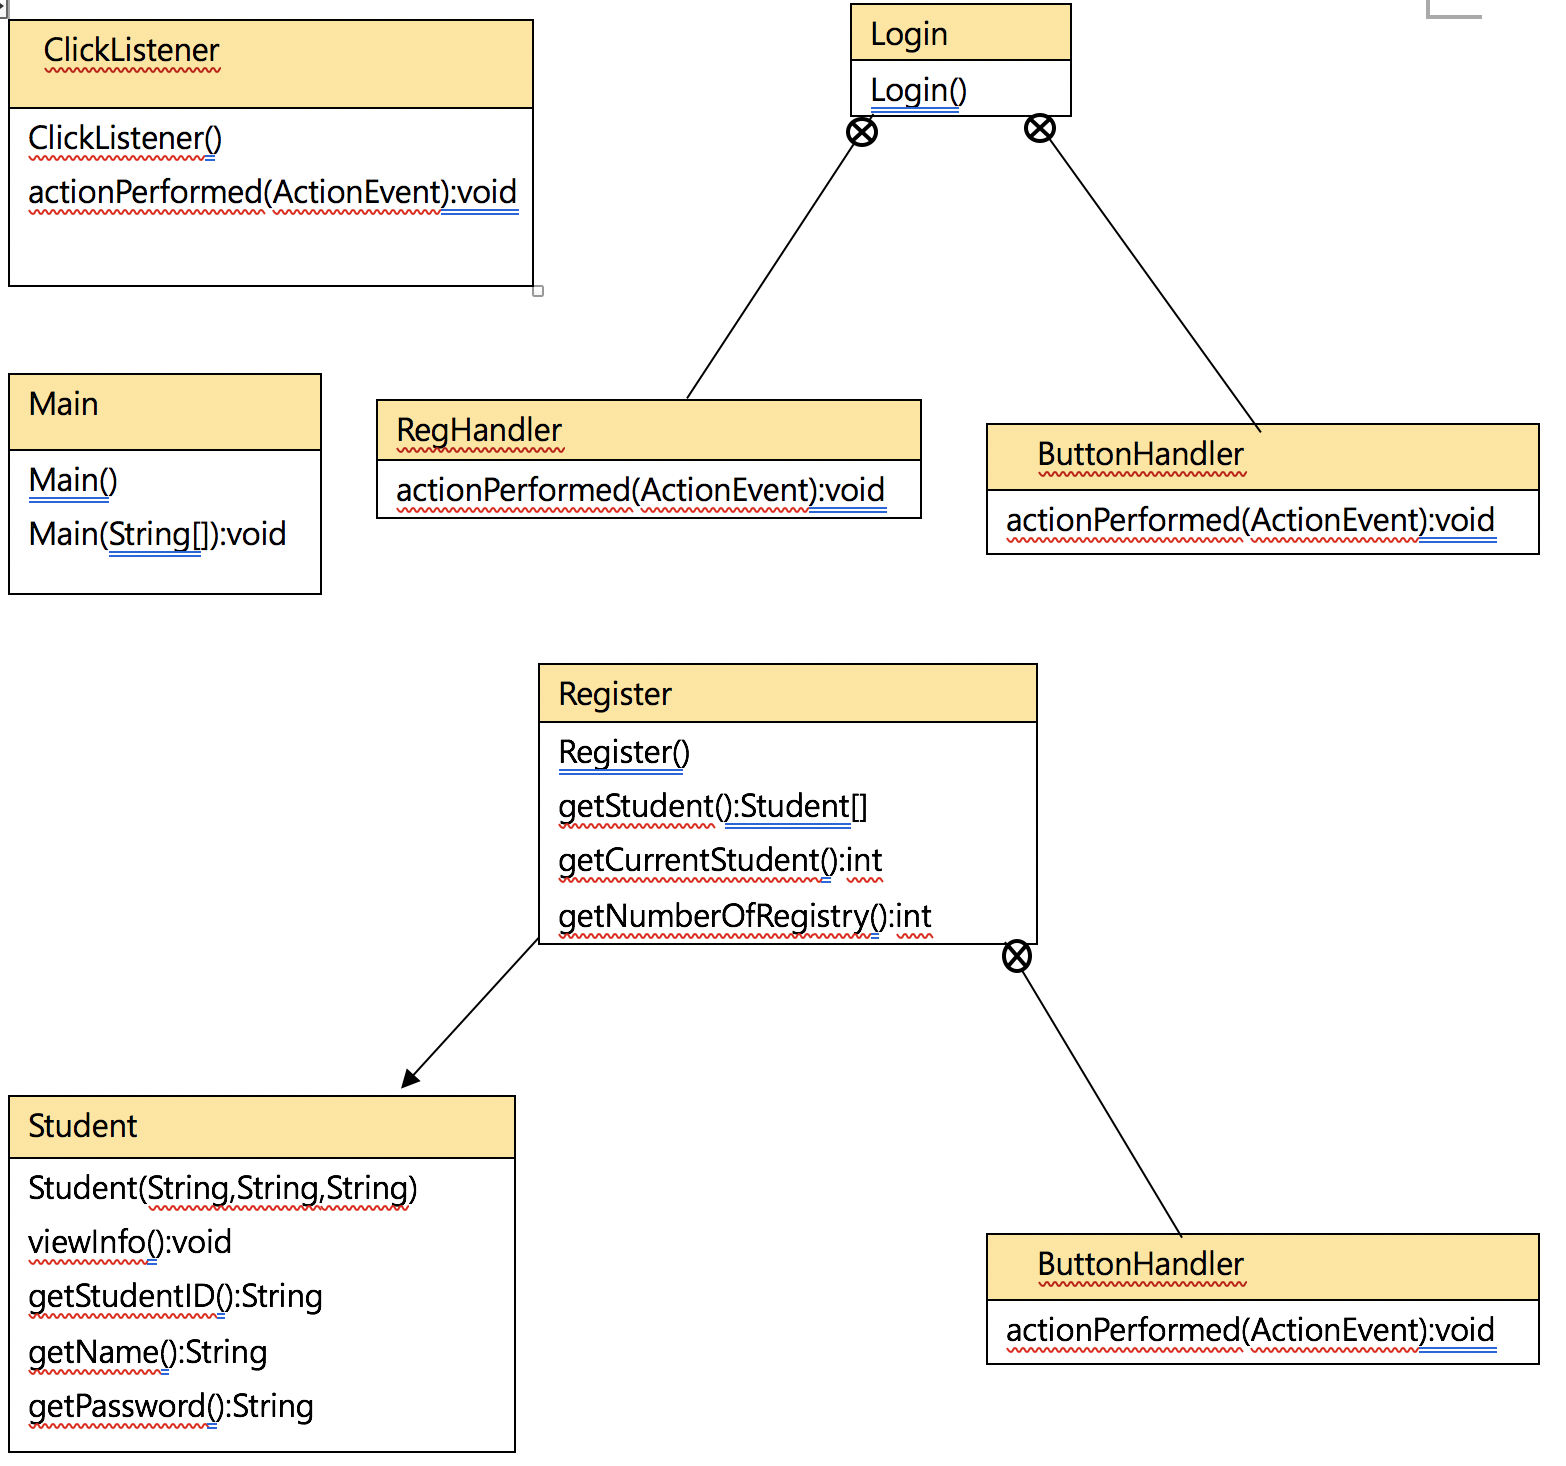 ClickListener
ClickListener()
actionPerformed(ActionEvent):void
Login
Login()
Main
Main()
Main(String[]):void
RegHandler
actionPerformed(ActionEvent):void
ButtonHandler
actionPerformed(ActionEvent):void
Register
Register()
getStudent():Student[]
getCurrentStudent():int
getNumberOfRegistry():int
Student
Student(String,String,String)
viewInfo():void
getStudentID():String
getName():String
getPassword():String
ButtonHandler
actionPerformed(ActionEvent):void